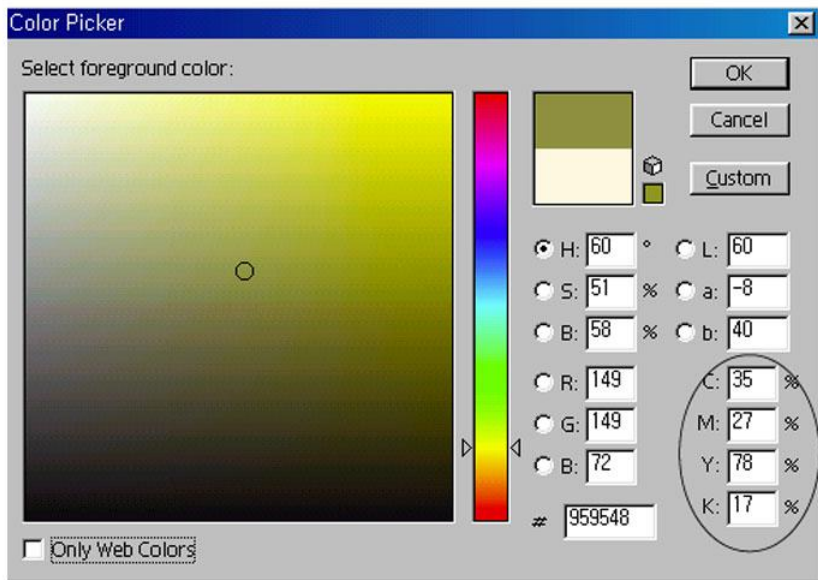 Color Picker
Select foreground color:
OK
Cancel
Custom
H: 60 °
L: 60
S: 51 %
a: -8
B: 58 %
b: 40
R: 149
C: 35 %
G: 149
M: 27 %
B: 72
Y: 78 %
# 959548
K: 17 %
Only Web Colors